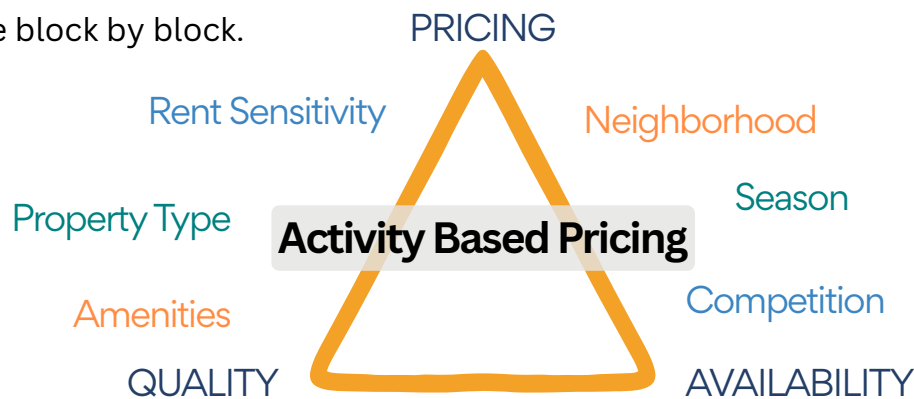 e block by block.
PRICING
Rent Sensitivity
Neighborhood
Season
Property Type
Activity Based Pricing
Competition
Amenities
QUALITY
AVAILABILITY